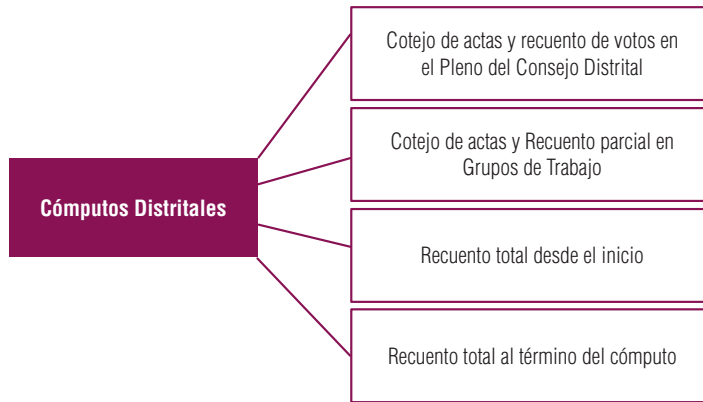 Cotejo de actas y recuento de votos en
el Pleno del Consejo Distrital
Cotejo de actas y Recuento parcial en
Grupos de Trabajo
Cómputos Distritales
Recuento total desde el inicio
Recuento total al término del cómputo